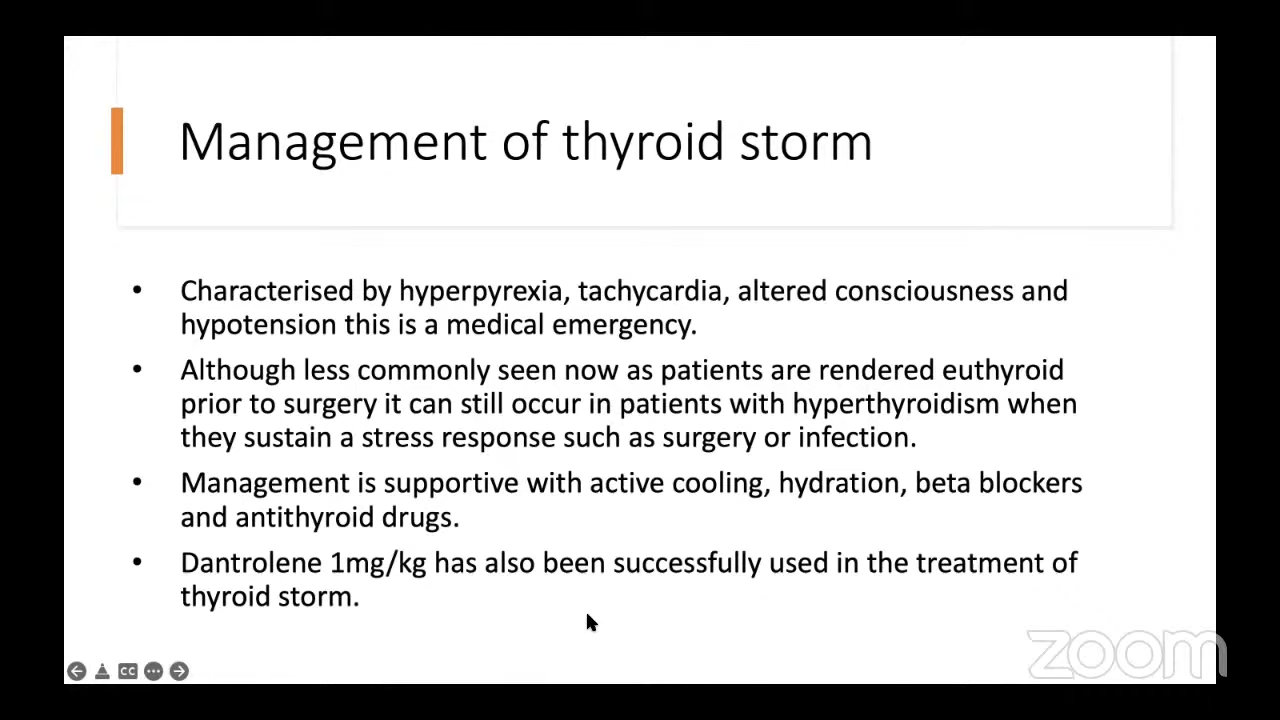 Management of thyroid storm
• Characterised by hyperpyrexia, tachycardia, altered consciousness and
hypotension this is a medical emergency.
• Although less commonly seen now as patients are rendered euthyroid
prior to surgery it can still occur in patients with hyperthyroidism when
they sustain a stress response such as surgery or infection.
• Management is supportive with active cooling, hydration, beta blockers
and antithyroid drugs.
• Dantrolene 1mg/kg has also been successfully used in the treatment of
thyroid storm.
CC
zoom